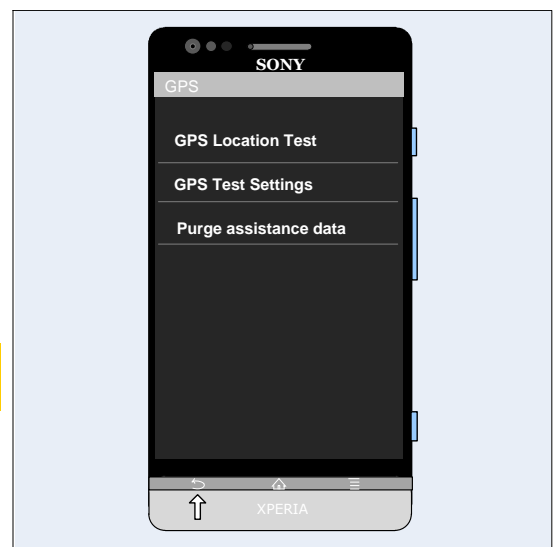 SONY
GPS
GPS Location Test
GPS Test Settings
Purge assistance data
XPERIA